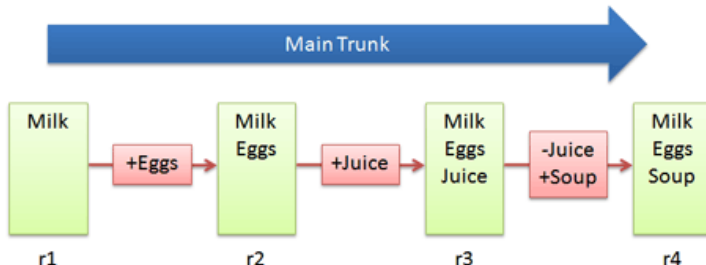 Main Trunk
Milk
+Eggs
Milk
Eggs
+Juice
Milk
Eggs
Juice
-Juice
+Soup
Milk
Eggs
Soup
r1
r2
r3
r4